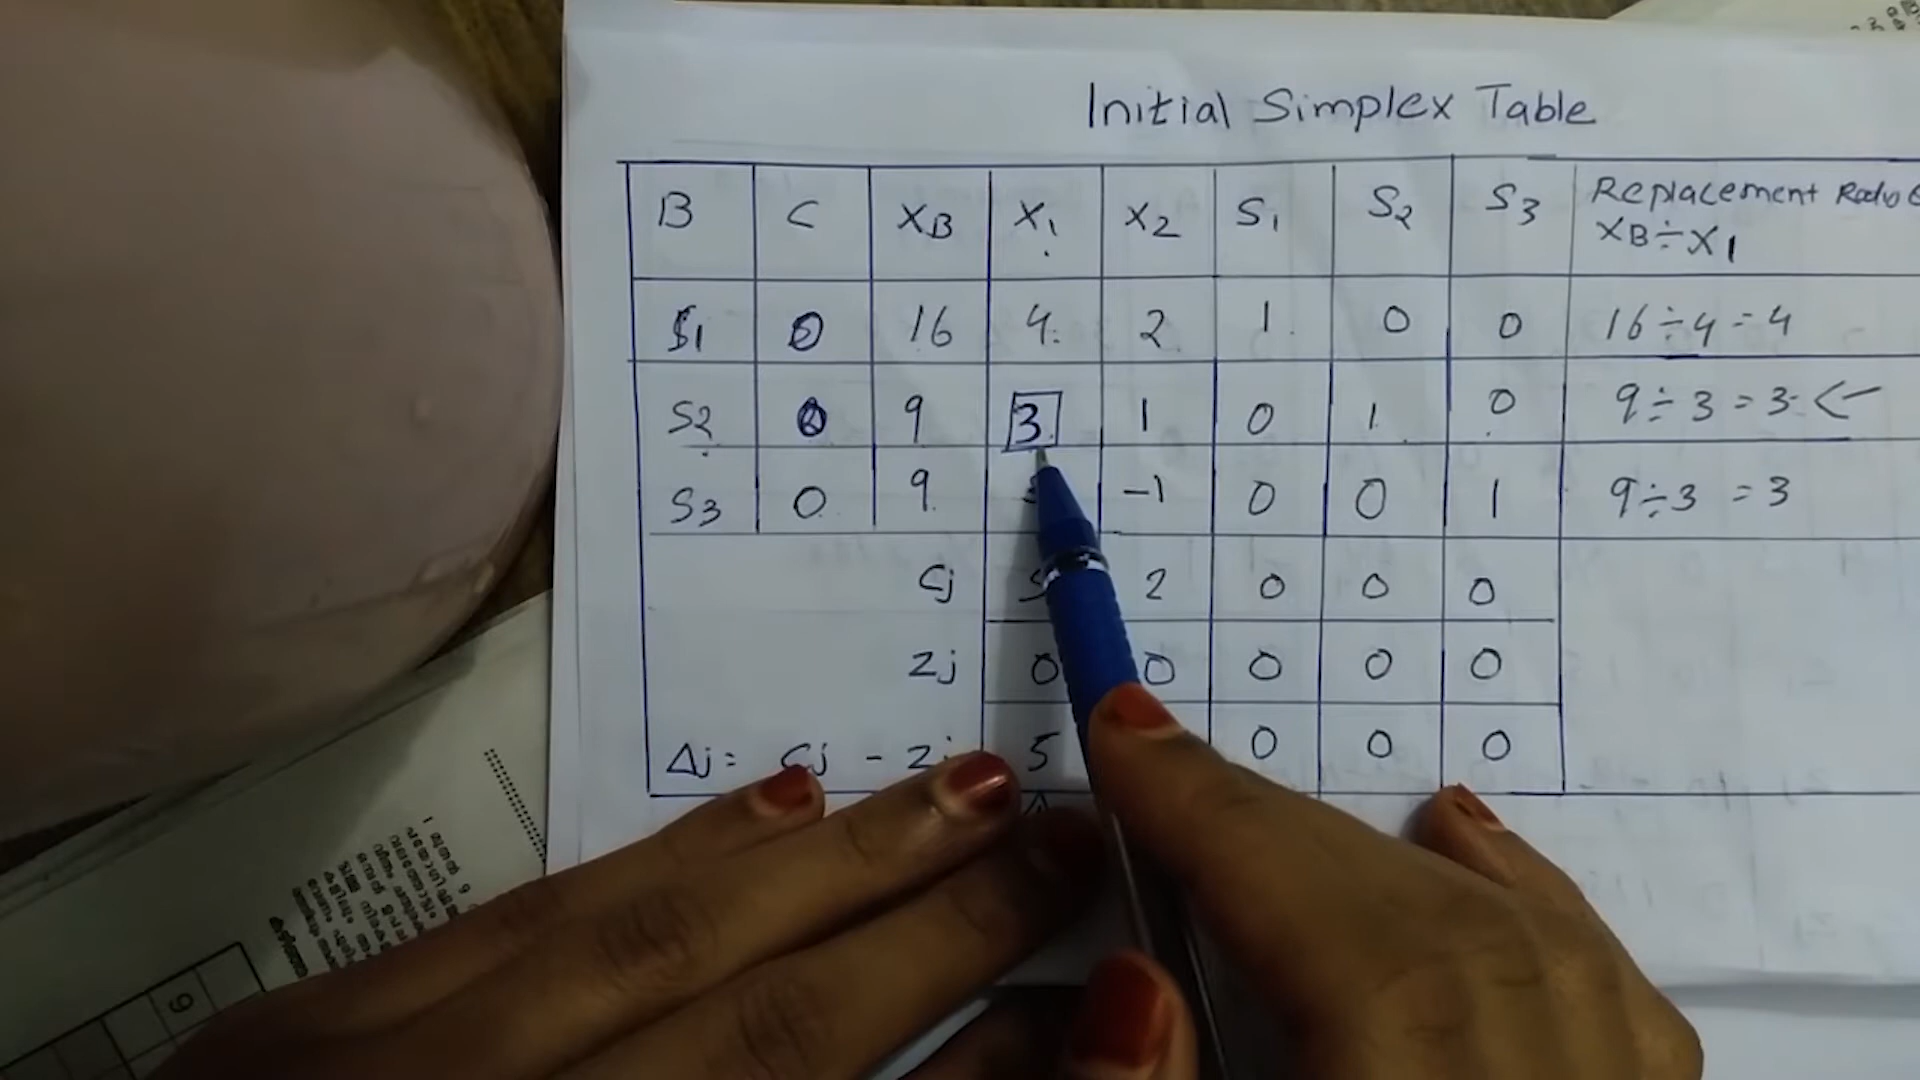 Initial Simplex Table
B C XB X1 X2 S1 S2 S3 Replacement Ratio
XB÷X1
S1 0 16 4 2 1 0 0 16÷4=4
S2 0 9 3 1 0 1 0 9÷3=3
S3 0 9 -1 0 0 1 9÷3=3
Cj 5 2 0 0 0
Zj 0 0 0 0 0
Δj= Cj - Zj 5 0 0 0
9